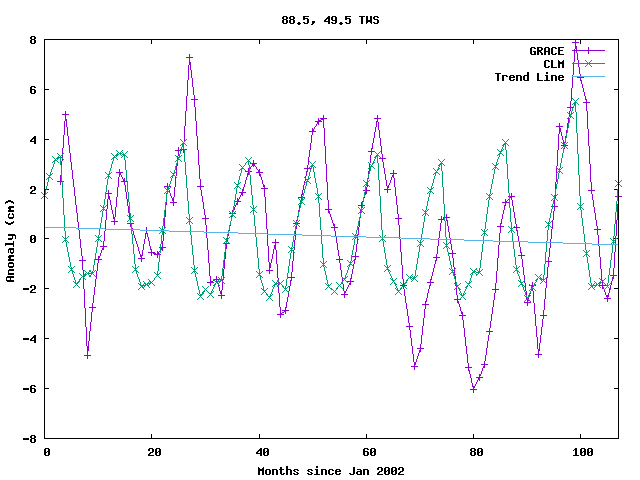 88.5, 49.5 TWS
GRACE
CLM
Trend Line
8
6
4
2
0
-2
-4
-6
-8
Anomaly (cm)
0 20 40 60 80 100
Months since Jan 2002